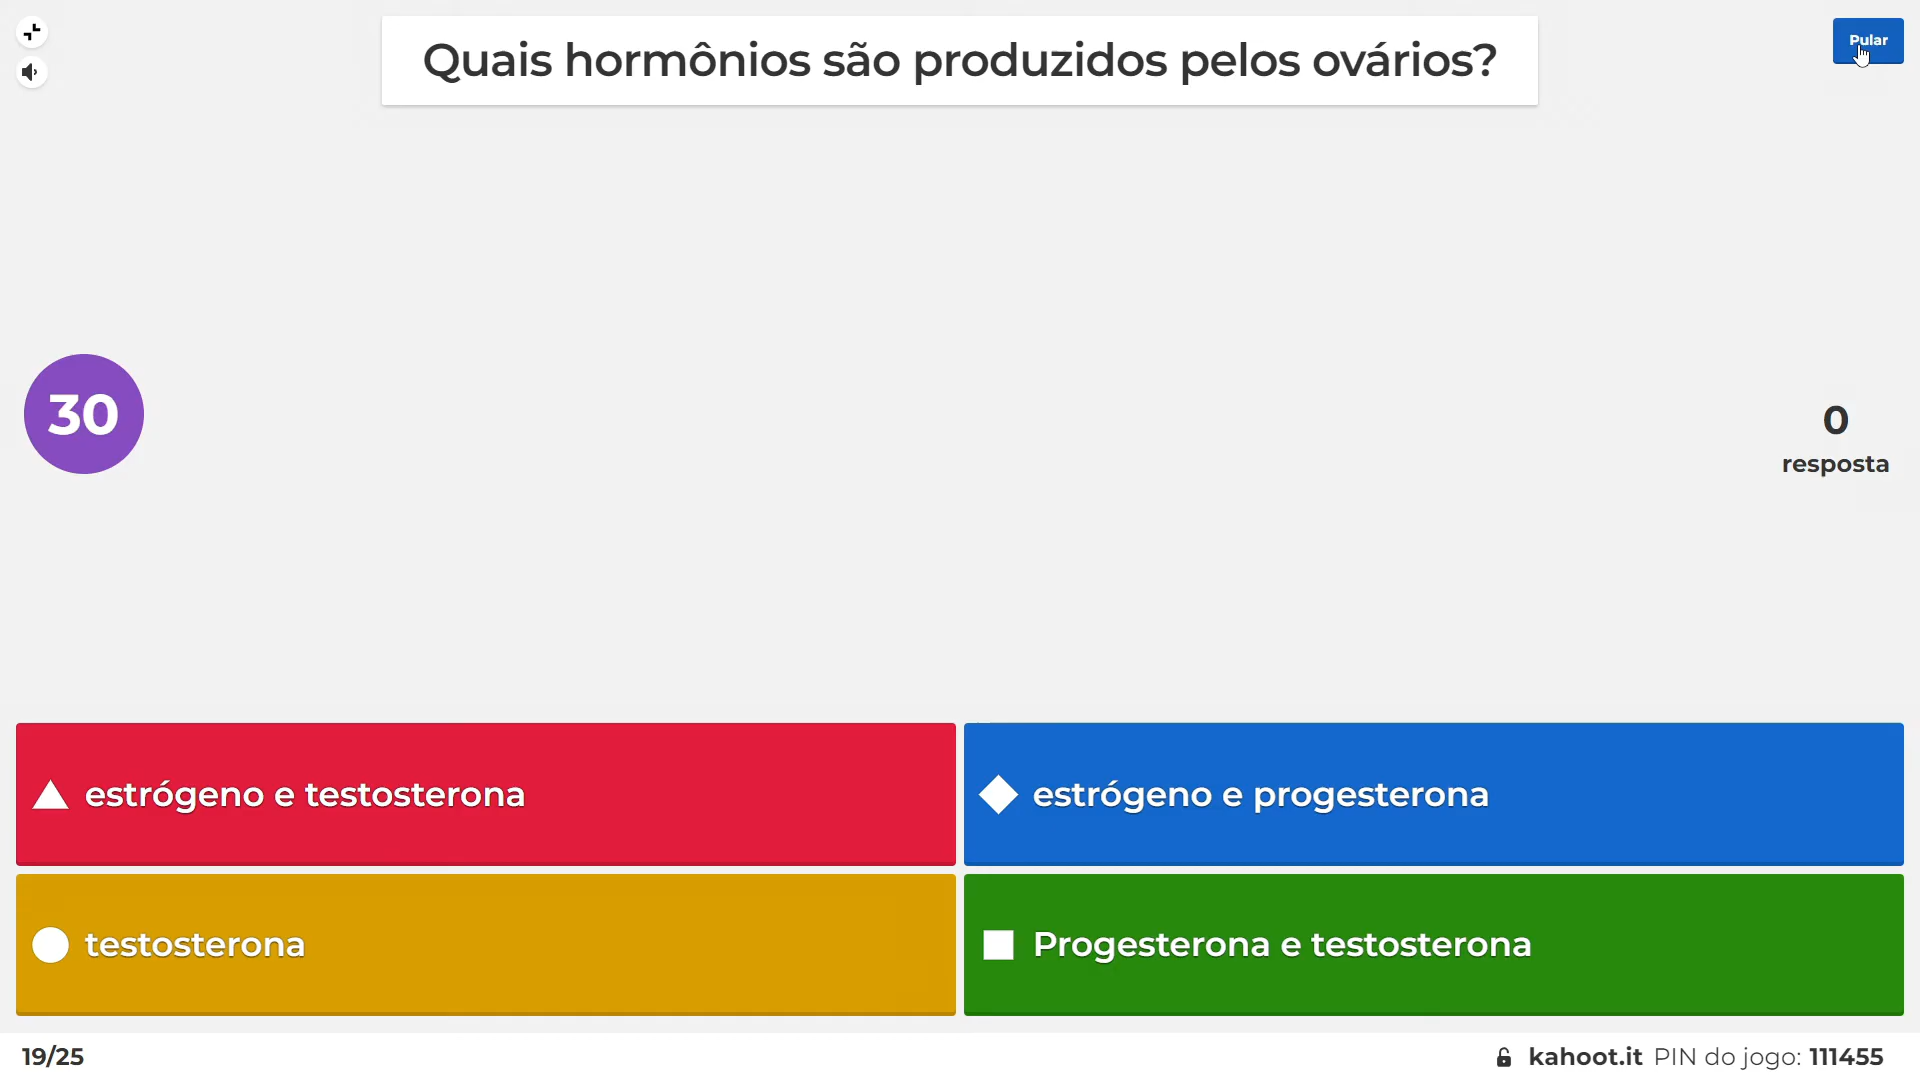 Quais hormônios são produzidos pelos ovários?
Pular
30
0
resposta
estrógeno e testosterona
estrógeno e progesterona
testosterona
Progesterona e testosterona
19/25
kahoot.it PIN do jogo: 111455